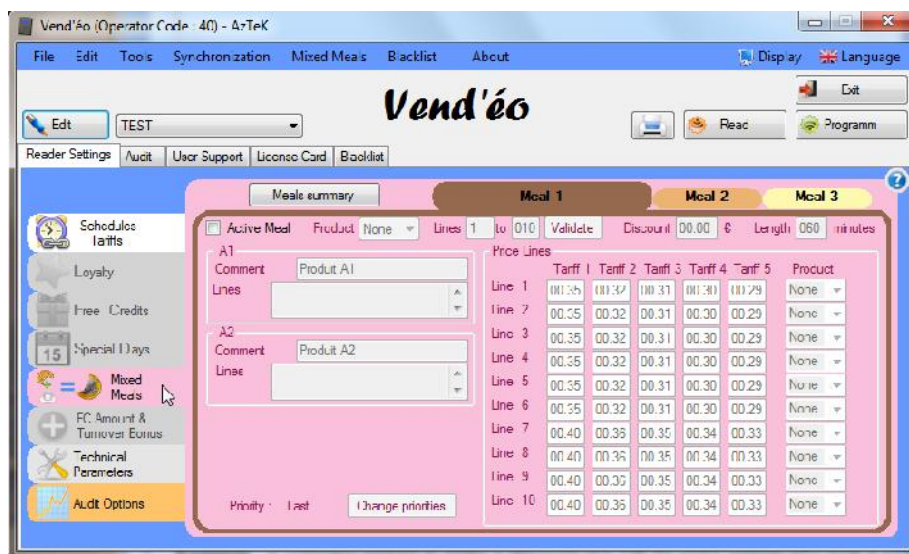 Vend'éo (Operator Code : 40) - AzTeK
File Edit Tools Synchronization Mixed Meals Blacklist About Display Language
Vend'éo
Exit
Edit TEST Read Programm
Reader Settings Audit User Support License Card Blacklist
Meals summary Meal 1 Meal 2 Meal 3
Schedules
Tariffs
Loyalty
Free Credits
15 Special Days
Mixed
Meals
FC Amount &
Turnover Bonus
Technical
Parameters
Audit Options
Active Meal Product None Lines 1 to 010 Validate Discount 00.00 € Length 060 minutes
A1
Comment Produit A1
Lines
A2
Comment Produit A2
Lines
Priority : Last Change priorities
Price Lines
Tariff 1 Tariff 2 Tariff 3 Tariff 4 Tariff 5 Product
Line 1 00.35 00.32 00.31 00.30 00.29 None
Line 2 00.35 00.32 00.31 00.30 00.29 None
Line 3 00.35 00.32 00.31 00.30 00.29 None
Line 4 00.35 00.32 00.31 00.30 00.29 None
Line 5 00.35 00.32 00.31 00.30 00.29 None
Line 6 00.35 00.32 00.31 00.30 00.29 None
Line 7 00.40 00.36 00.35 00.34 00.33 None
Line 8 00.40 00.36 00.35 00.34 00.33 None
Line 9 00.40 00.36 00.35 00.34 00.33 None
Line 10 00.40 00.36 00.35 00.34 00.33 None